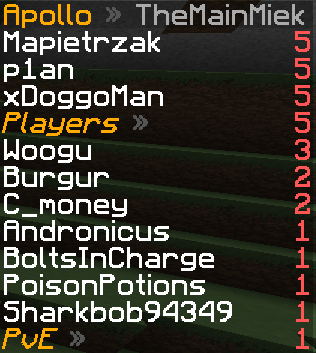 Apollo » TheMainMiek
Mapietrzak 5
p1an 5
xDoggoMan 5
Players » 5
Woogu 3
Burgur 2
C_money 2
Andronicus 1
BoltsInCharge 1
PoisonPotions 1
Sharkbob94349 1
PvE » 1